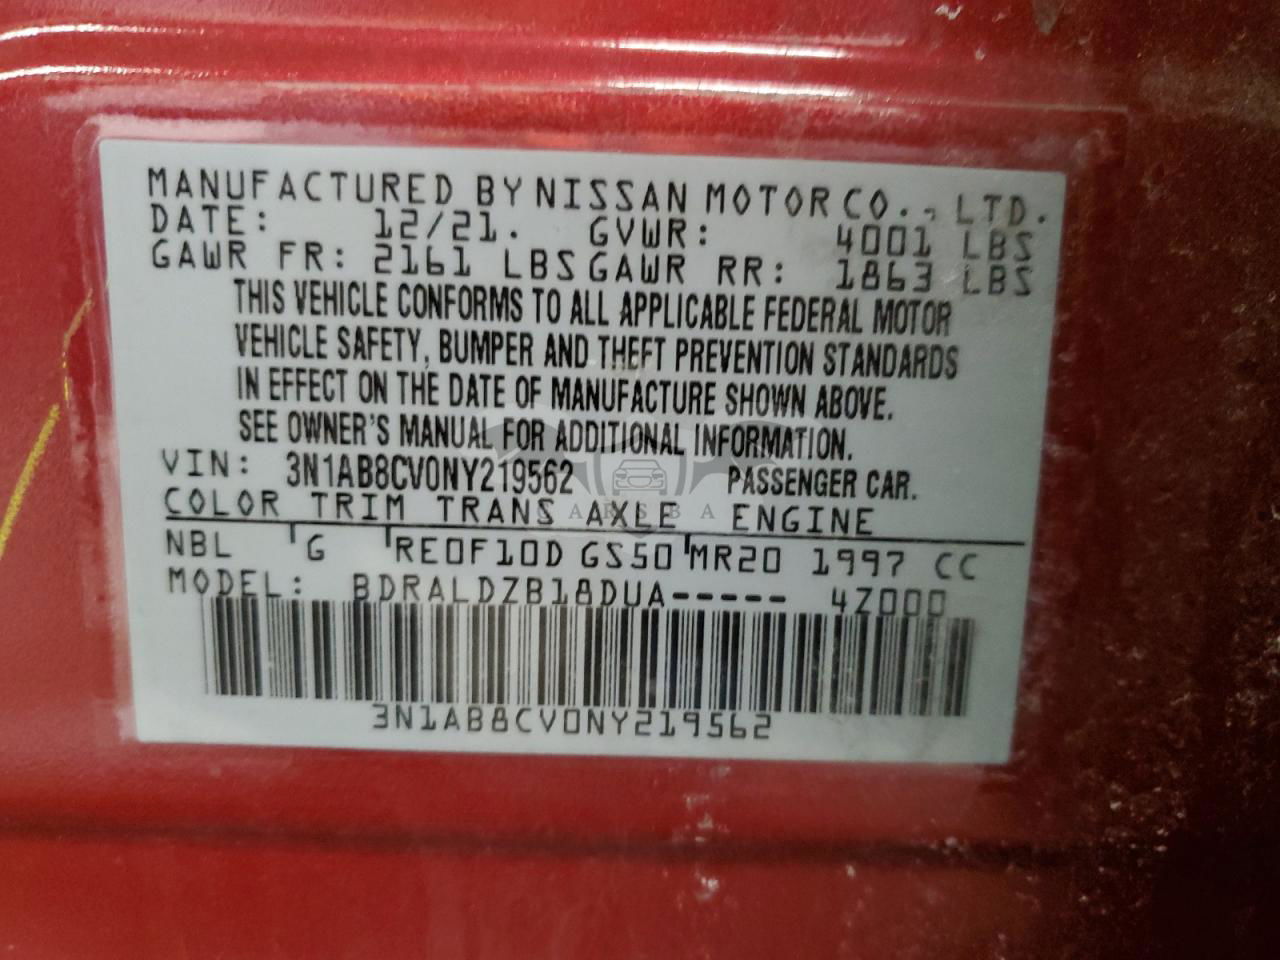 MANUFACTURED BY NISSAN MOTOR CO., LTD.
DATE: 12/21. GVWR: 4001 LBS
GAWR FR: 2161 LBS GAWR RR: 1863 LBS
THIS VEHICLE CONFORMS TO ALL APPLICABLE FEDERAL MOTOR
VEHICLE SAFETY, BUMPER AND THEFT PREVENTION STANDARDS
IN EFFECT ON THE DATE OF MANUFACTURE SHOWN ABOVE.
SEE OWNER'S MANUAL FOR ADDITIONAL INFORMATION.
VIN: 3N1AB8CV0NY219562 PASSENGER CAR.
COLOR TRIM TRANS AXLE ENGINE
NBL G RE0F10D GS50 MR20 1997 CC
MODEL: BDRALDZB18DUA----- 4Z000
3N1AB8CV0NY219562